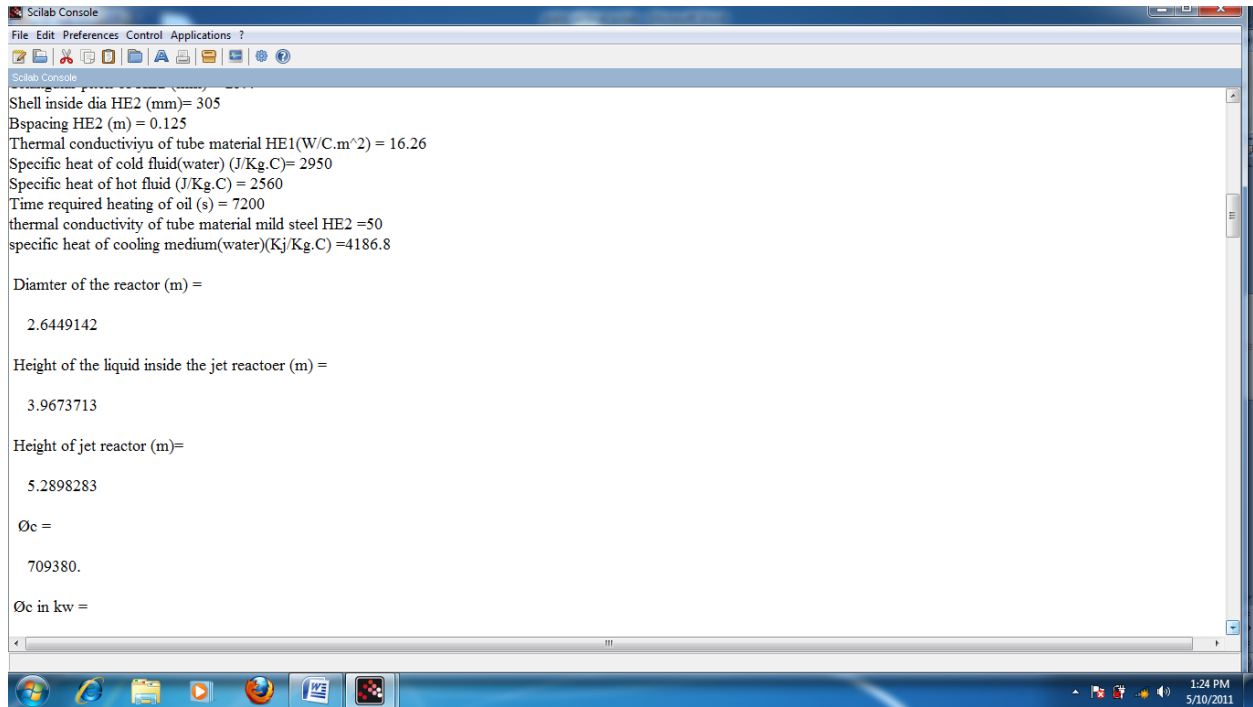 Scilab Console
File Edit Preferences Control Applications ?
Scilab Console
Shell inside dia HE2 (mm)= 305
Bspacing HE2 (m) = 0.125
Thermal conductiviyu of tube material HE1(W/C.m^2) = 16.26
Specific heat of cold fluid(water) (J/Kg.C)= 2950
Specific heat of hot fluid (J/Kg.C) = 2560
Time required heating of oil (s) = 7200
thermal conductivity of tube material mild steel HE2 =50
specific heat of cooling medium(water)(Kj/Kg.C) =4186.8
Diamter of the reactor (m) =
2.6449142
Height of the liquid inside the jet reactoer (m) =
3.9673713
Height of jet reactor (m)=
5.2898283
Øc =
709380.
Øc in kw =
1:24 PM
5/10/2011